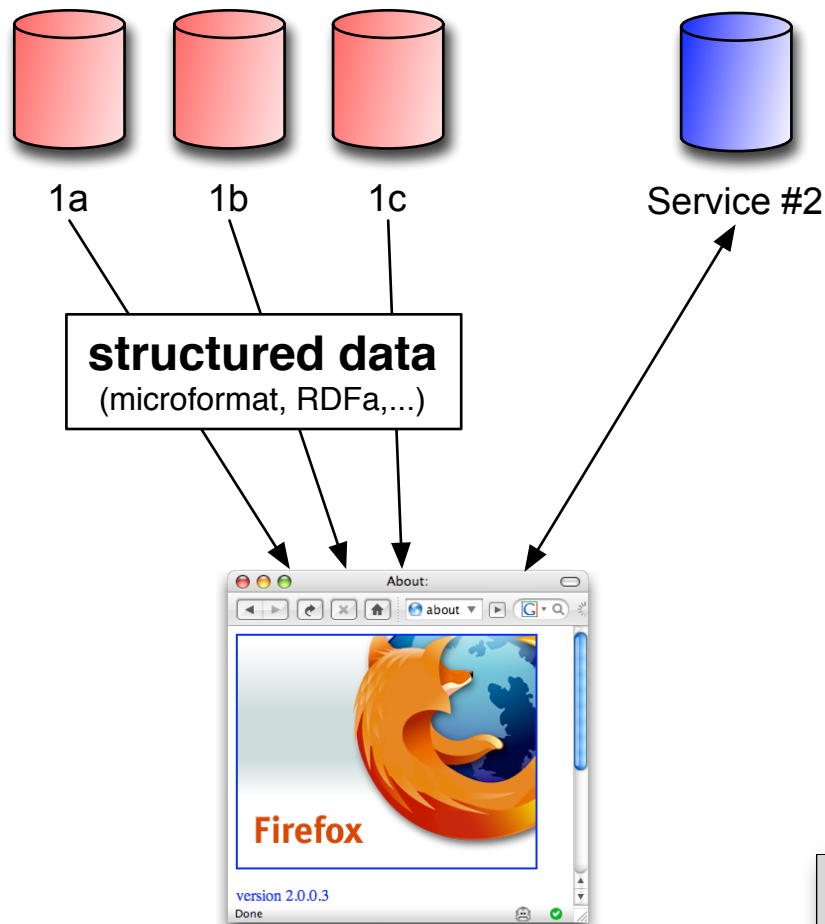 1a
1b
1c
Service #2
structured data
(microformat, RDFa,...)
About:
about
G
Firefox
version 2.0.0.3
Done